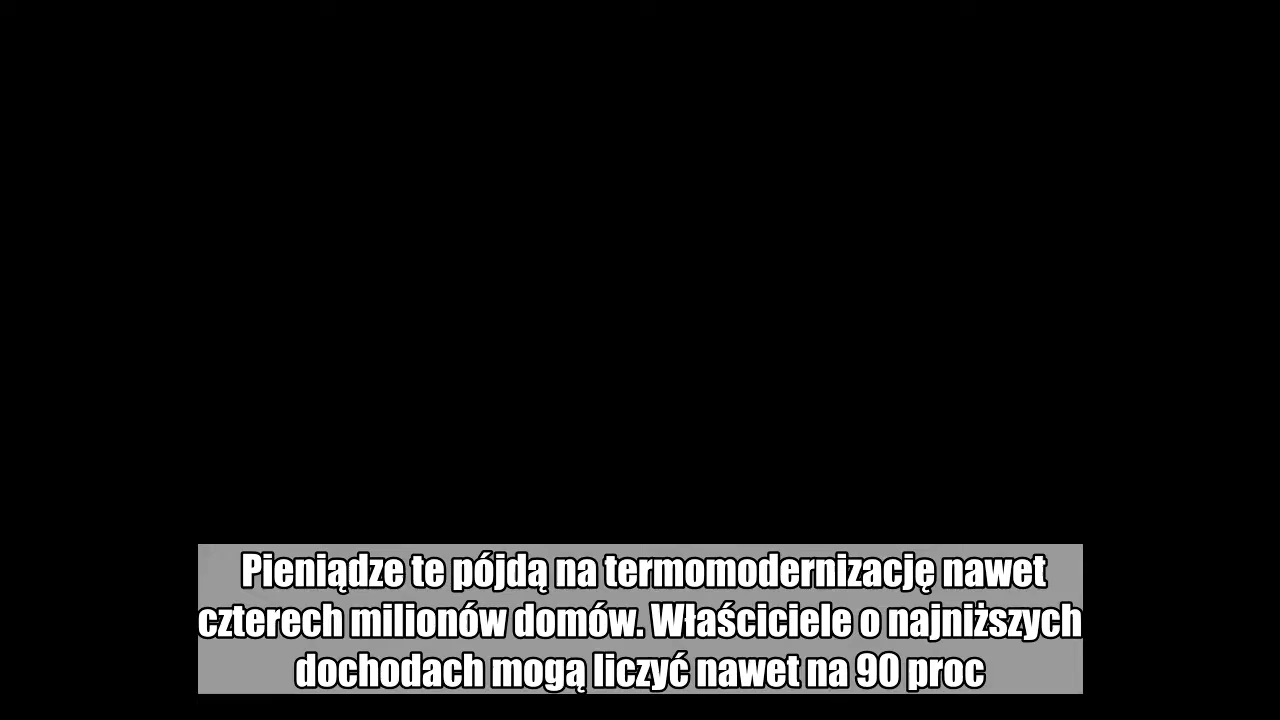 Pieniądze te pójdą na termomodernizację nawet
czterech milionów domów. Właściciele o najniższych
dochodach mogą liczyć nawet na 90 proc